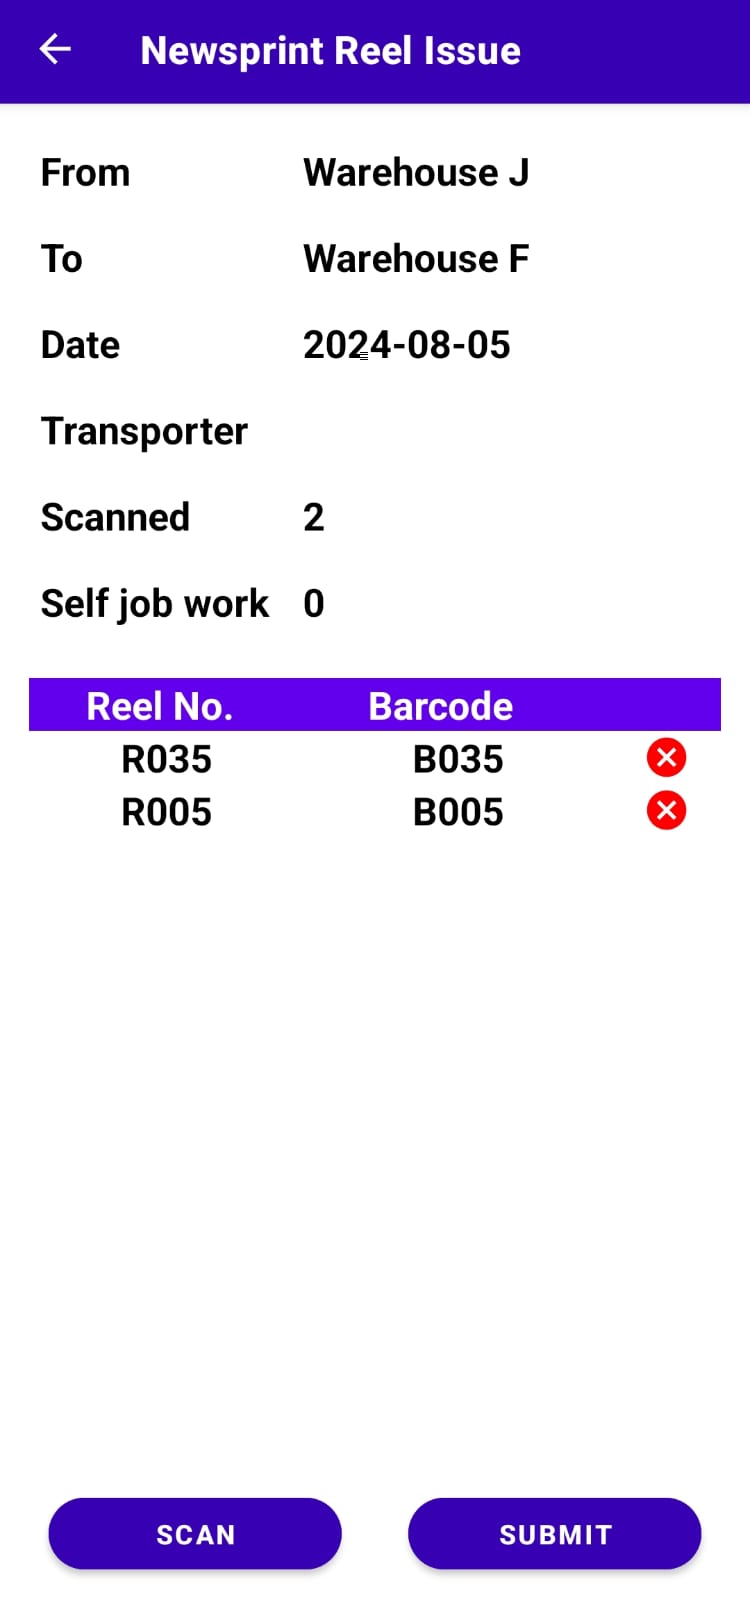 Newsprint Reel Issue
From Warehouse J
To Warehouse F
Date 2024-08-05
Transporter
Scanned 2
Self job work 0
Reel No. Barcode
R035 B035
R005 B005
SCAN SUBMIT